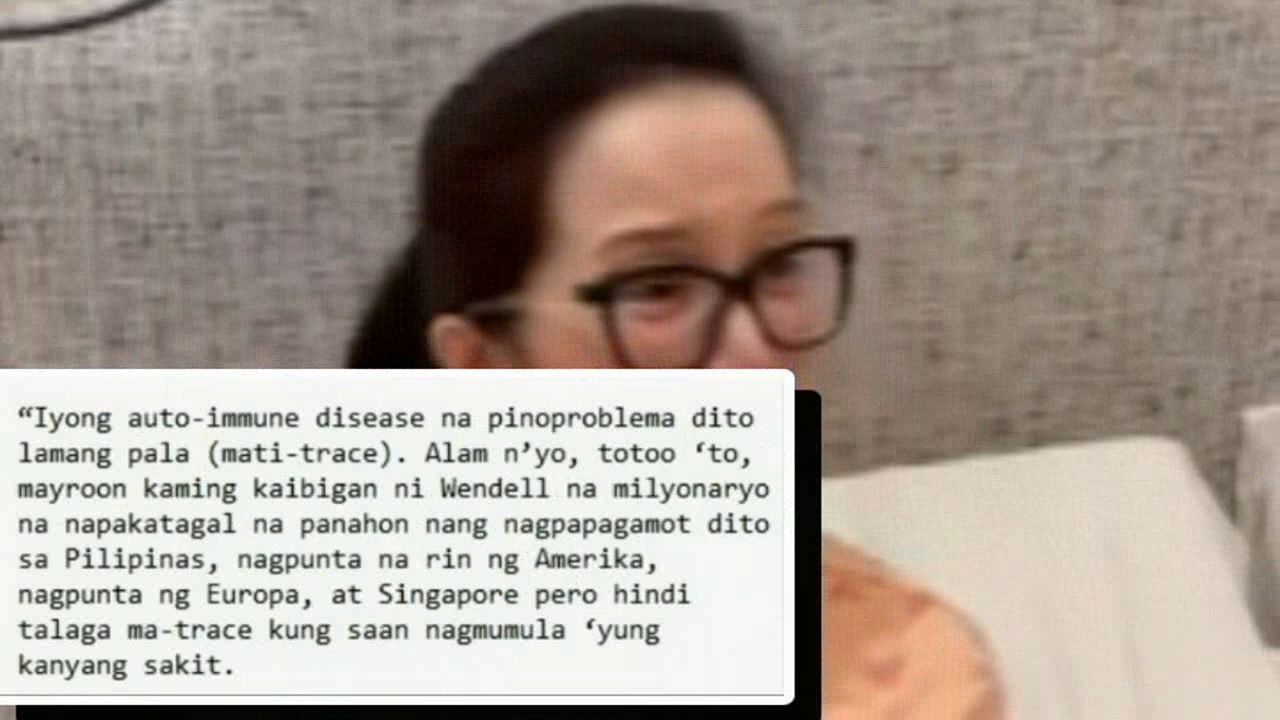 “Iyong auto-immune disease na pinoproblema dito
lamang pala (mati-trace). Alam n’yo, totoo ‘to,
mayroon kaming kaibigan ni Wendell na milyonaryo
na napakatagal na panahon nang nagpapagamot dito
sa Pilipinas, nagpunta na rin ng Amerika,
nagpunta ng Europa, at Singapore pero hindi
talaga ma-trace kung saan nagmumula ‘yung
kanyang sakit.